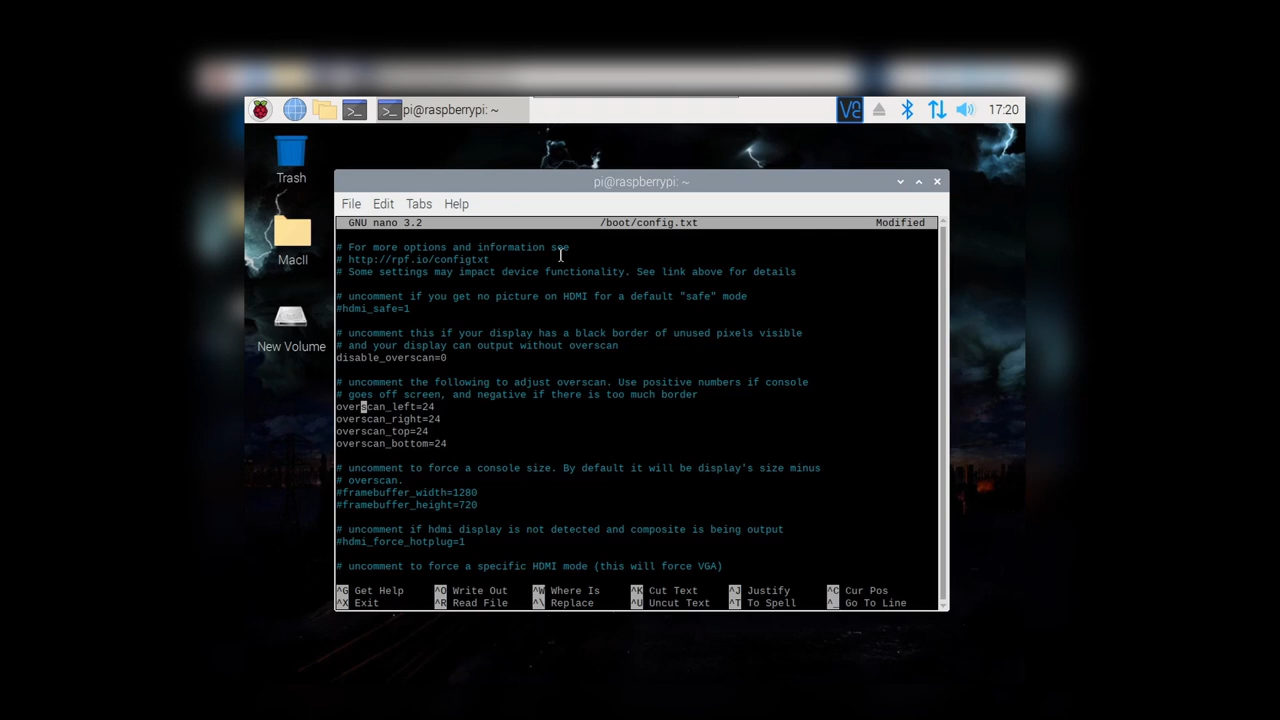 pi@raspberrypi: ~
17:20
Trash
MacII
New Volume
pi@raspberrypi: ~
File Edit Tabs Help
GNU nano 3.2 /boot/config.txt Modified
# For more options and information see
# http://rpf.io/configtxt
# Some settings may impact device functionality. See link above for details
# uncomment if you get no picture on HDMI for a default "safe" mode
#hdmi_safe=1
# uncomment this if your display has a black border of unused pixels visible
# and your display can output without overscan
disable_overscan=0
# uncomment the following to adjust overscan. Use positive numbers if console
# goes off screen, and negative if there is too much border
overscan_left=24
overscan_right=24
overscan_top=24
overscan_bottom=24
# uncomment to force a console size. By default it will be display's size minus
# overscan.
#framebuffer_width=1280
#framebuffer_height=720
# uncomment if hdmi display is not detected and composite is being output
#hdmi_force_hotplug=1
# uncomment to force a specific HDMI mode (this will force VGA)
^G Get Help ^O Write Out ^W Where Is ^K Cut Text ^J Justify ^C Cur Pos
^X Exit ^R Read File ^\ Replace ^U Uncut Text ^T To Spell ^_ Go To Line